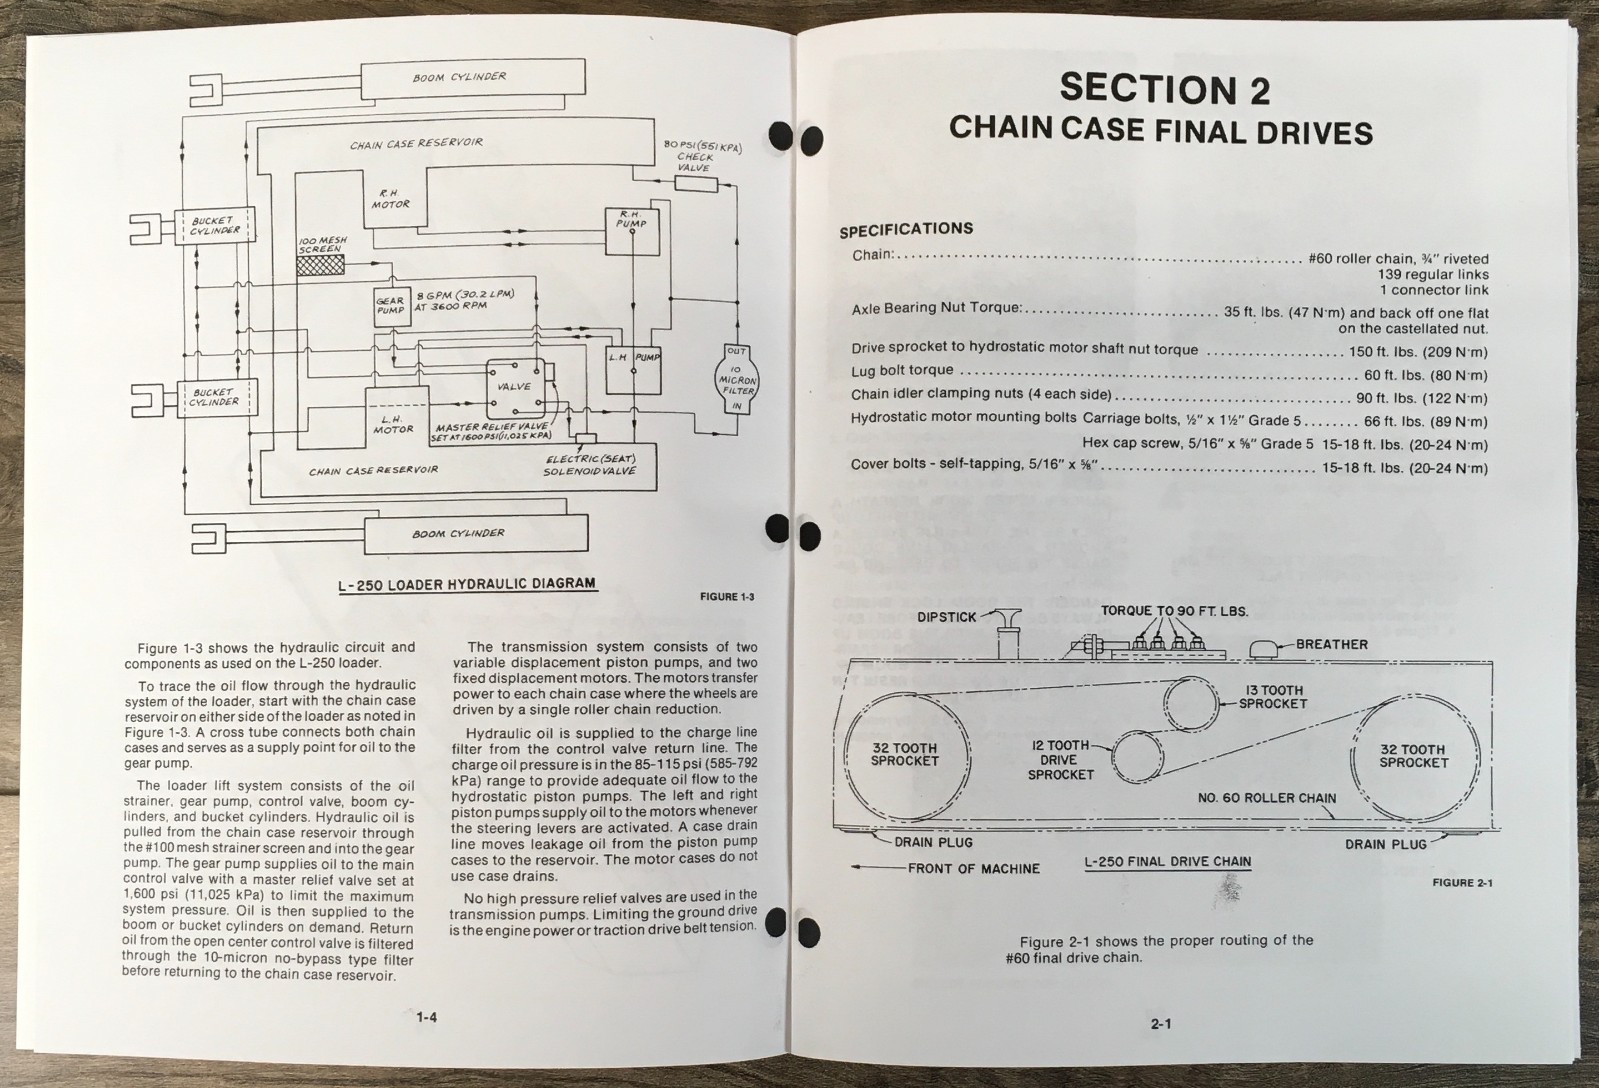 BOOM CYLINDER
CHAIN CASE RESERVOIR
80 PSI (551 KPA)
CHECK
VALVE
R.H.
MOTOR
BUCKET
CYLINDER
R.H.
PUMP
100 MESH
SCREEN
GEAR
PUMP
8 GPM (30.2 LPM)
AT 3600 RPM
L.H PUMP
OUT
10
MICRON
FILTER
IN
VALVE
BUCKET
CYLINDER
L.H.
MOTOR
MASTER RELIEF VALVE
SET AT 1600 PSI (11,025 KPA)
ELECTRIC (SEAT)
SOLENOID VALVE
CHAIN CASE RESERVOIR
BOOM CYLINDER
L-250 LOADER HYDRAULIC DIAGRAM
FIGURE 1-3
Figure 1-3 shows the hydraulic circuit and
components as used on the L-250 loader.
To trace the oil flow through the hydraulic
system of the loader, start with the chain case
reservoir on either side of the loader as noted in
Figure 1-3. A cross tube connects both chain
cases and serves as a supply point for oil to the
gear pump.
The loader lift system consists of the oil
strainer, gear pump, control valve, boom cy-
linders, and bucket cylinders. Hydraulic oil is
pulled from the chain case reservoir through
the #100 mesh strainer screen and into the gear
pump. The gear pump supplies oil to the main
control valve with a master relief valve set at
1,600 psi (11,025 kPa) to limit the maximum
system pressure. Oil is then supplied to the
boom or bucket cylinders on demand. Return
oil from the open center control valve is filtered
through the 10-micron no-bypass type filter
before returning to the chain case reservoir.
The transmission system consists of two
variable displacement piston pumps, and two
fixed displacement motors. The motors transfer
power to each chain case where the wheels are
driven by a single roller chain reduction.
Hydraulic oil is supplied to the charge line
filter from the control valve return line. The
charge oil pressure is in the 85-115 psi (585-792
kPa) range to provide adequate oil flow to the
hydrostatic piston pumps. The left and right
piston pumps supply oil to the motors whenever
the steering levers are activated. A case drain
line moves leakage oil from the piston pump
cases to the reservoir. The motor cases do not
use case drains.
No high pressure relief valves are used in the
transmission pumps. Limiting the ground drive
is the engine power or traction drive belt tension.
1-4
SECTION 2
CHAIN CASE FINAL DRIVES
SPECIFICATIONS
Chain:.................................................. #60 roller chain, ¾" riveted
139 regular links
1 connector link
Axle Bearing Nut Torque:........................... 35 ft. lbs. (47 N·m) and back off one flat
on the castellated nut.
Drive sprocket to hydrostatic motor shaft nut torque .................... 150 ft. lbs. (209 N·m)
Lug bolt torque ...................................................... 60 ft. lbs. (80 N·m)
Chain idler clamping nuts (4 each side)................................ 90 ft. lbs. (122 N·m)
Hydrostatic motor mounting bolts Carriage bolts, ½" x 1½" Grade 5........ 66 ft. lbs. (89 N·m)
Hex cap screw, 5/16" x ⅝" Grade 5 15-18 ft. lbs. (20-24 N·m)
Cover bolts - self-tapping, 5/16" x ⅝"............................... 15-18 ft. lbs. (20-24 N·m)
DIPSTICK
TORQUE TO 90 FT. LBS.
BREATHER
13 TOOTH
SPROCKET
32 TOOTH
SPROCKET
12 TOOTH
DRIVE
SPROCKET
32 TOOTH
SPROCKET
NO. 60 ROLLER CHAIN
DRAIN PLUG
DRAIN PLUG
FRONT OF MACHINE
L-250 FINAL DRIVE CHAIN
FIGURE 2-1
Figure 2-1 shows the proper routing of the
#60 final drive chain.
2-1